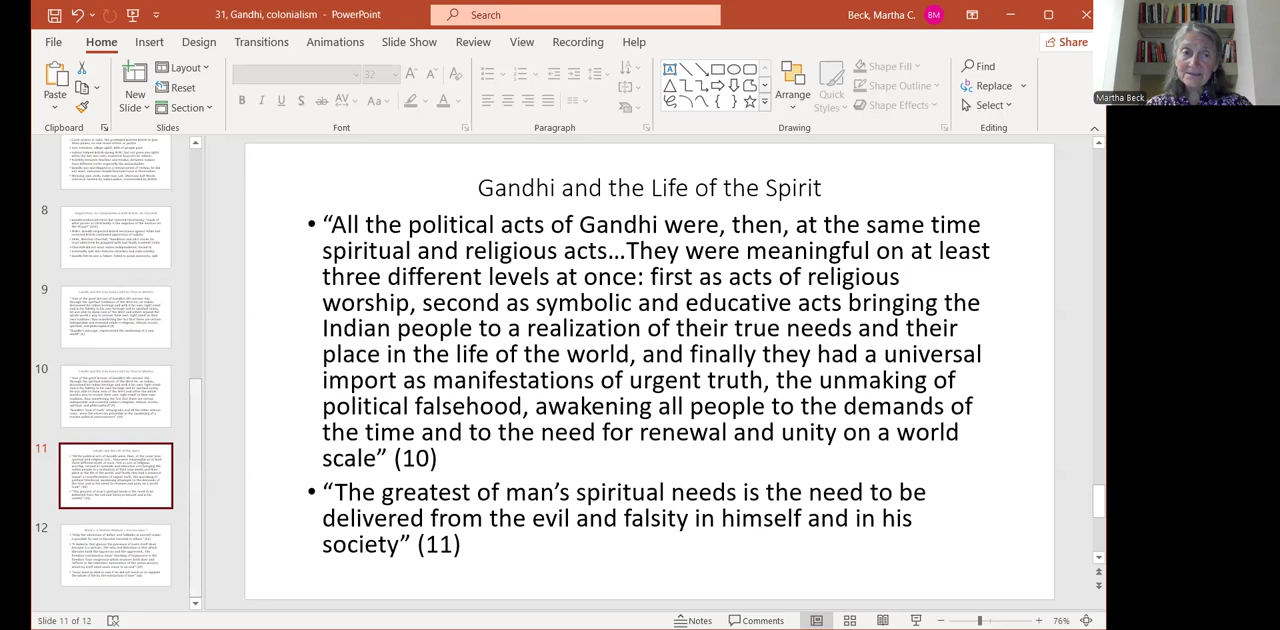 31, Gandhi, colonialism - PowerPoint
Search
Beck, Martha C.
BM
File Home Insert Design Slide Show Transitions Animations Review View Recording Help
Share
Paste
New
Slide
Layout
Reset
Section
32
Arrange
Quick
Styles
Shape Fill
Shape Outline
Shape Effects
Find
Replace
Select
Clipboard
Slides
Font
Paragraph
Drawing
Editing
Martha Beck
8
9
10
11
12
Gandhi and the Life of the Spirit
• “All the political acts of Gandhi were, then, at the same time
spiritual and religious acts…They were meaningful on at least
three different levels at once: first as acts of religious
worship, second as symbolic and educative acts bringing the
Indian people to a realization of their true needs and their
place in the life of the world, and finally they had a universal
import as manifestions of urgent truth, the unmaking of
political falsehood, awakening all people to the demands of
the time and to the need for renewal and unity on a world
scale” (10)
• “The greatest of man’s spiritual needs is the need to be
delivered from the evil and falsity in himself and in his
society” (11)
Slide 11 of 12
Notes
Comments
76%